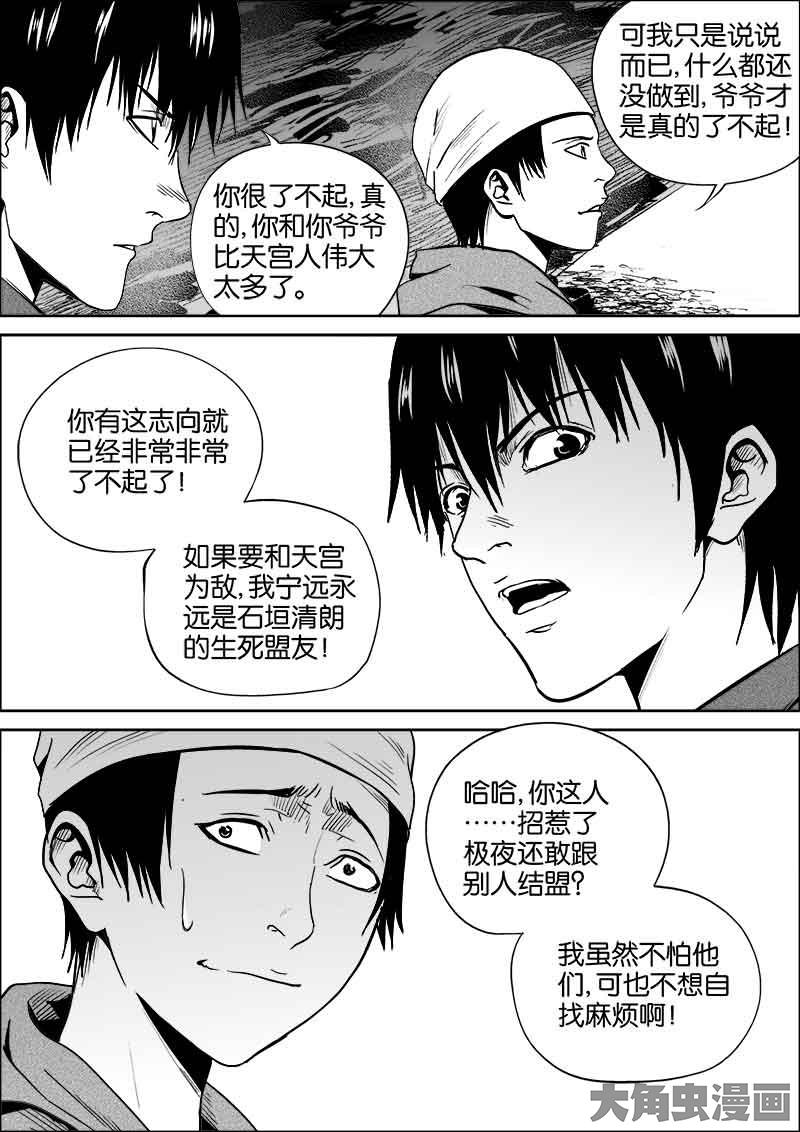 可我只是说说
而已,什么都还
没做到,爷爷才
是真的了不起!
你很了不起,真
的,你和你爷爷
比天宫人伟大
太多了。
你有这志向就
已经非常非常
了不起了!
如果要和天宫
为敌,我宁远永
远是石垣清朗
的生死盟友!
哈哈,你这人
……招惹了
极夜还敢跟
别人结盟?
我虽然不怕他
们,可也不想自
找麻烦啊!
大角虫漫画